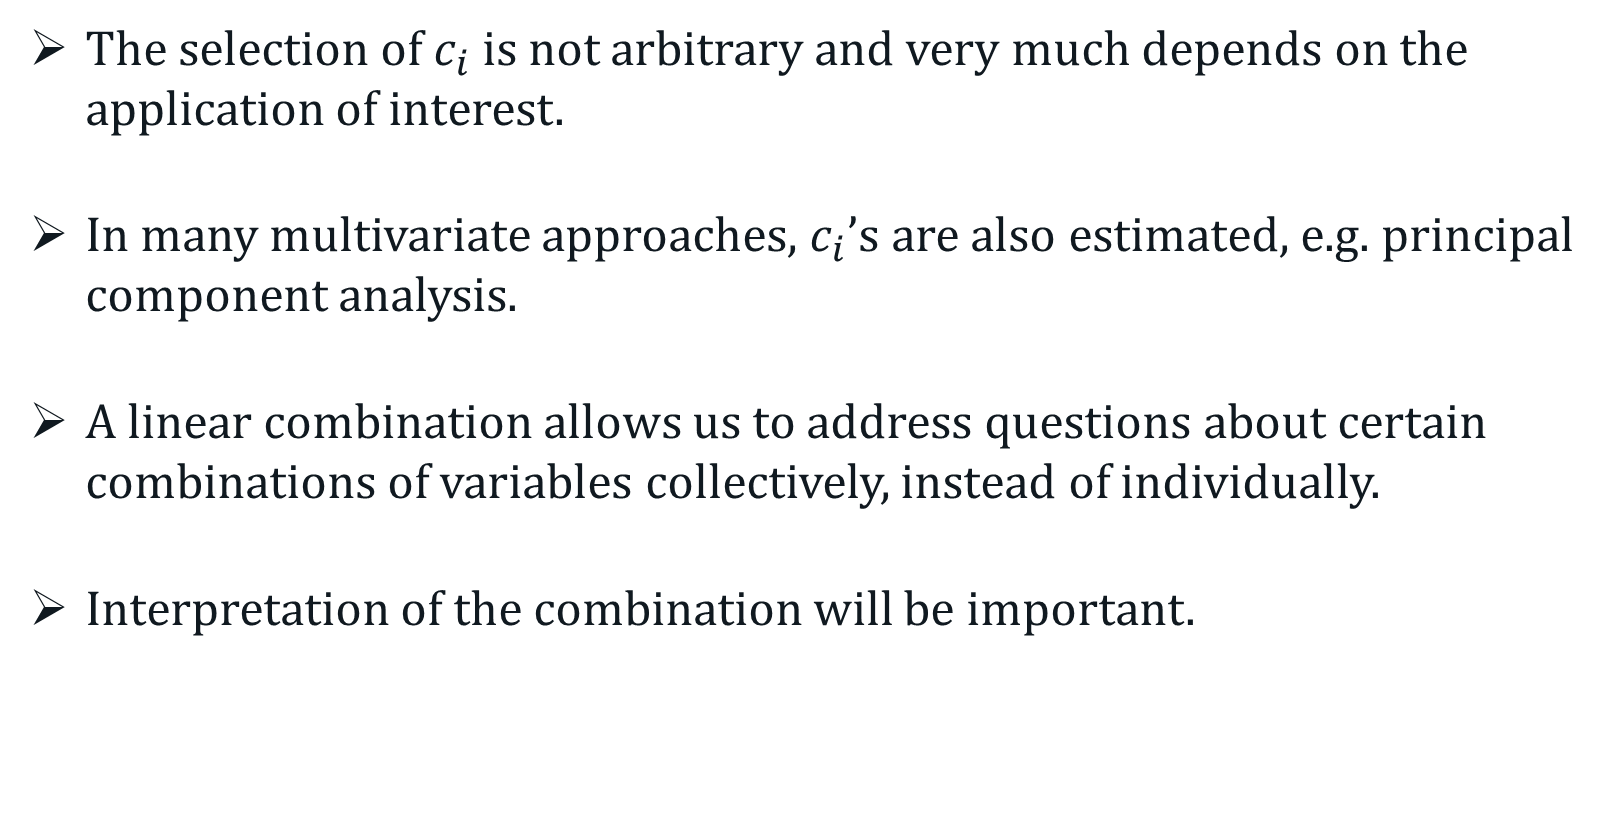 ➢ The selection of cᵢ is not arbitrary and very much depends on the
application of interest.
➢ In many multivariate approaches, cᵢ’s are also estimated, e.g. principal
component analysis.
➢ A linear combination allows us to address questions about certain
combinations of variables collectively, instead of individually.
➢ Interpretation of the combination will be important.